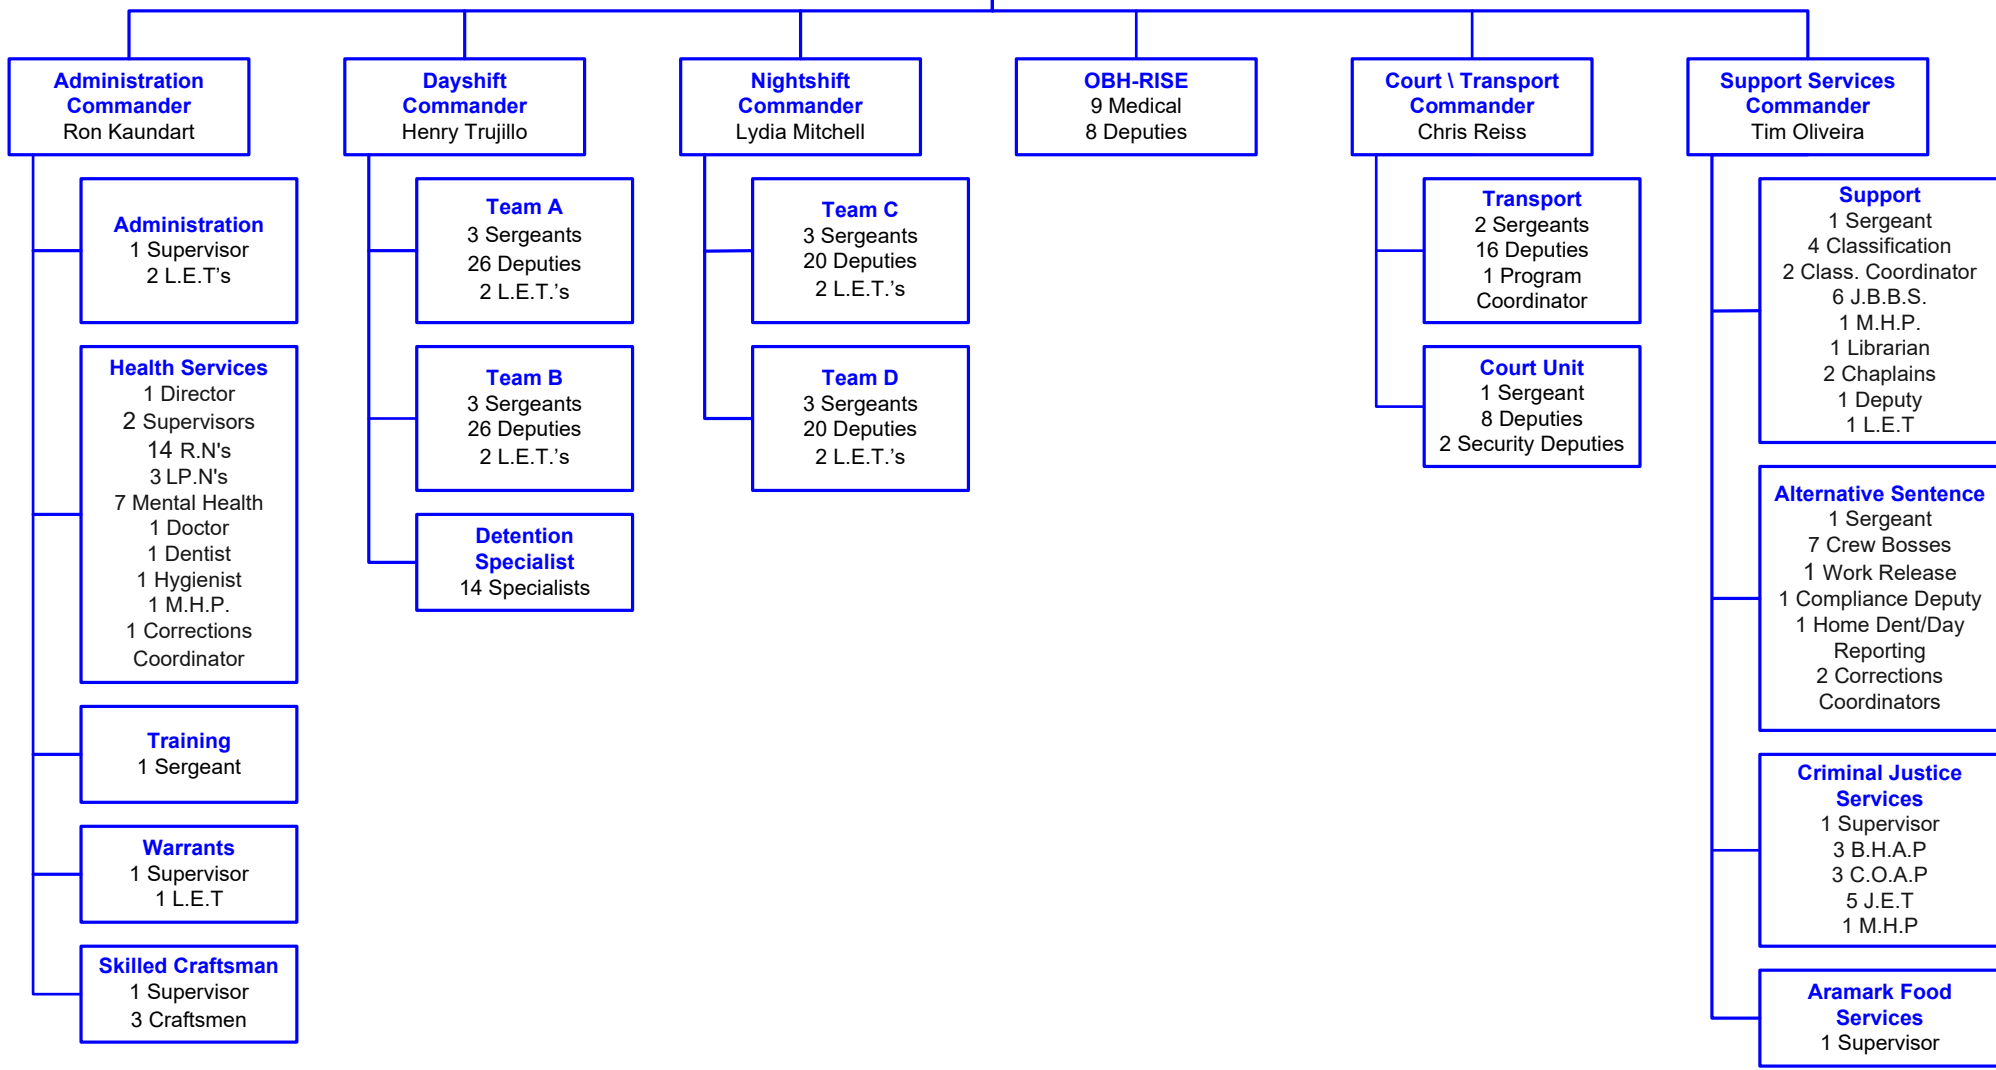 Administration
Commander
Ron Kaundart
Administration
1 Supervisor
2 L.E.T’s
Health Services
1 Director
2 Supervisors
14 R.N's
3 LP.N's
7 Mental Health
1 Doctor
1 Dentist
1 Hygienist
1 M.H.P.
1 Corrections
Coordinator
Training
1 Sergeant
Warrants
1 Supervisor
1 L.E.T
Skilled Craftsman
1 Supervisor
3 Craftsmen
Dayshift
Commander
Henry Trujillo
Team A
3 Sergeants
26 Deputies
2 L.E.T.’s
Team B
3 Sergeants
26 Deputies
2 L.E.T.’s
Detention
Specialist
14 Specialists
Nightshift
Commander
Lydia Mitchell
Team C
3 Sergeants
20 Deputies
2 L.E.T.’s
Team D
3 Sergeants
20 Deputies
2 L.E.T.’s
OBH-RISE
9 Medical
8 Deputies
Court \ Transport
Commander
Chris Reiss
Transport
2 Sergeants
16 Deputies
1 Program
Coordinator
Court Unit
1 Sergeant
8 Deputies
2 Security Deputies
Support Services
Commander
Tim Oliveira
Support
1 Sergeant
4 Classification
2 Class. Coordinator
6 J.B.B.S.
1 M.H.P.
1 Librarian
2 Chaplains
1 Deputy
1 L.E.T
Alternative Sentence
1 Sergeant
7 Crew Bosses
1 Work Release
1 Compliance Deputy
1 Home Dent/Day
Reporting
2 Corrections
Coordinators
Criminal Justice
Services
1 Supervisor
3 B.H.A.P
3 C.O.A.P
5 J.E.T
1 M.H.P
Aramark Food
Services
1 Supervisor